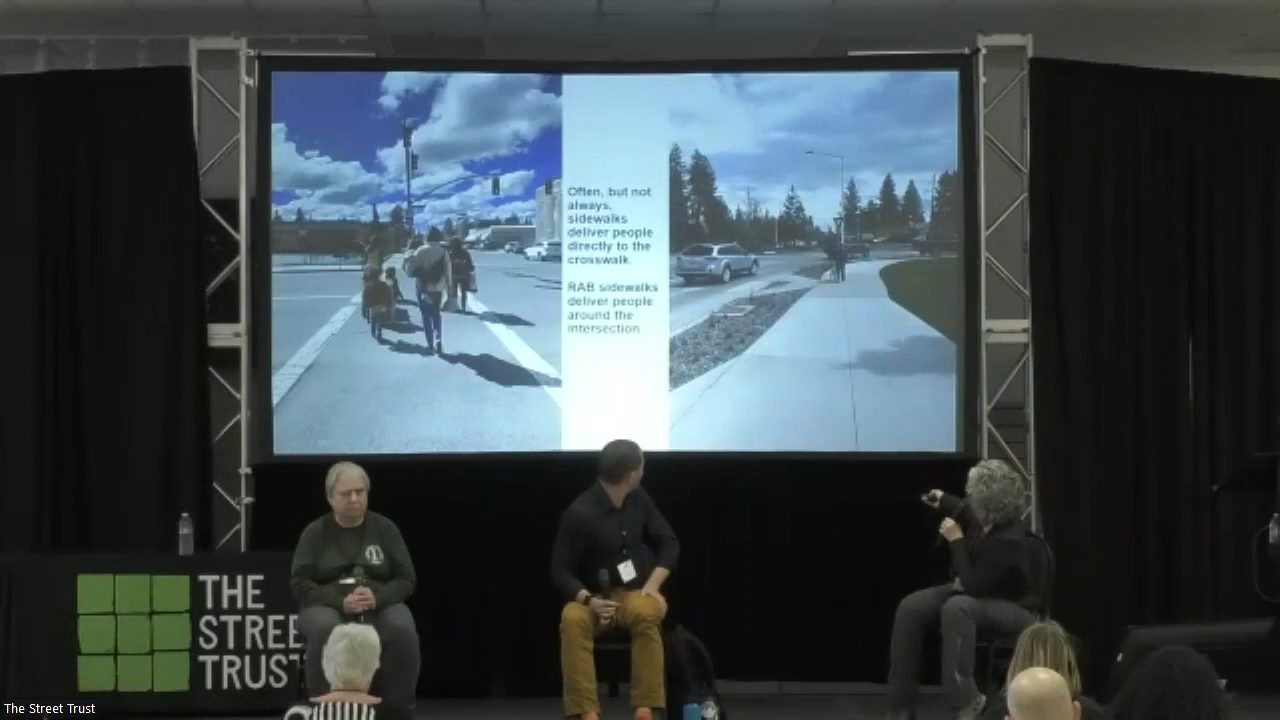 Often, but not
always,
sidewalks
deliver people
directly to the
crosswalk.
RAB sidewalks
deliver people
around the
intersection
THE
STREE
TRUST
The Street Trust